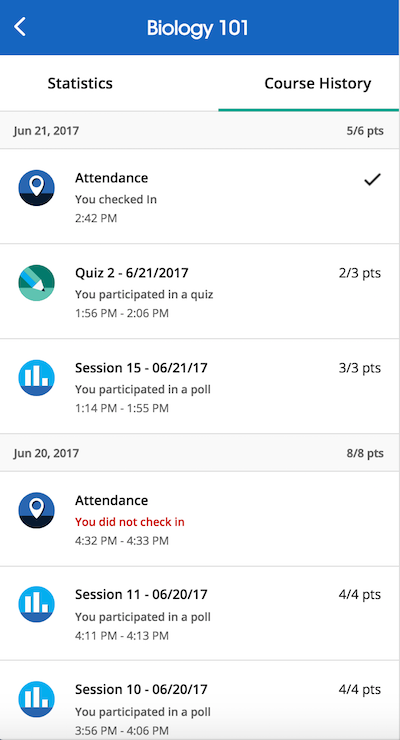 Biology 101
Statistics
Course History
Jun 21, 2017 5/6 pts
Attendance
You checked In
2:42 PM
Quiz 2 - 6/21/2017 2/3 pts
You participated in a quiz
1:56 PM - 2:06 PM
Session 15 - 06/21/17 3/3 pts
You participated in a poll
1:14 PM - 1:55 PM
Jun 20, 2017 8/8 pts
Attendance
You did not check in
4:32 PM - 4:33 PM
Session 11 - 06/20/17 4/4 pts
You participated in a poll
4:11 PM - 4:13 PM
Session 10 - 06/20/17 4/4 pts
You participated in a poll
3:56 PM - 4:06 PM